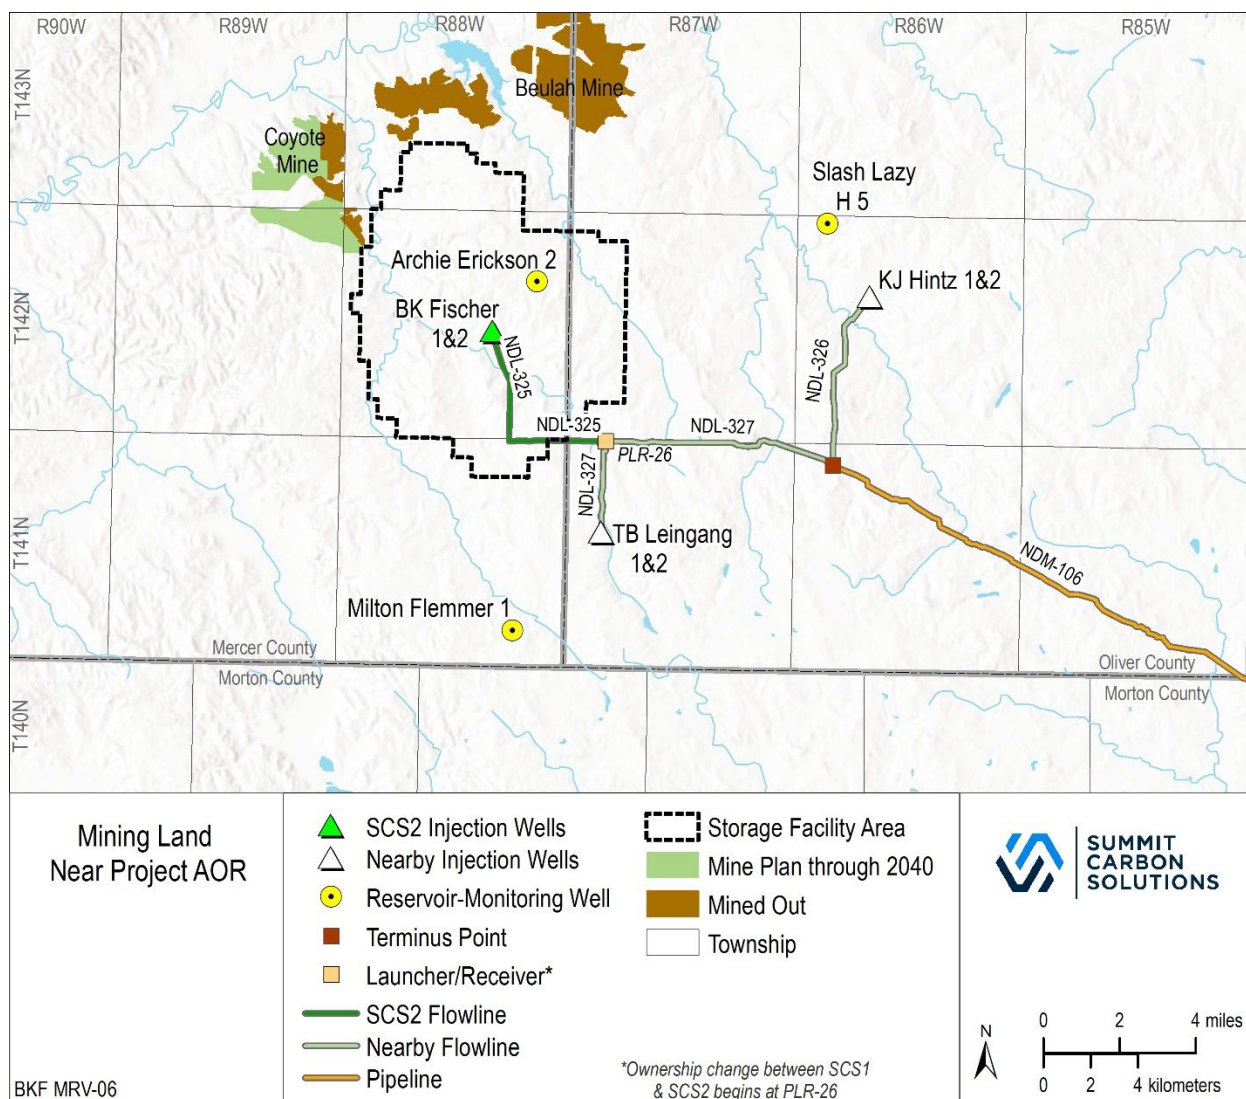 R90W
R89W
R88W
R87W
R86W
R85W
T143N
T142N
T141N
T140N
Beulah Mine
Coyote
Mine
Slash Lazy
H 5
Archie Erickson 2
KJ Hintz 1&2
BK Fischer
1&2
NDL-325
NDL-326
NDL-325
NDL-327
PLR-26
NDL-327
TB Leingang
1&2
NDM-106
Milton Flemmer 1
Mercer County
Morton County
Oliver County
Morton County
Mining Land
Near Project AOR
BKF MRV-06
SCS2 Injection Wells
Nearby Injection Wells
Reservoir-Monitoring Well
Terminus Point
Launcher/Receiver*
SCS2 Flowline
Nearby Flowline
Pipeline
Storage Facility Area
Mine Plan through 2040
Mined Out
Township
*Ownership change between SCS1
& SCS2 begins at PLR-26
SUMMIT
CARBON
SOLUTIONS
N
0 2 4 miles
0 2 4 kilometers